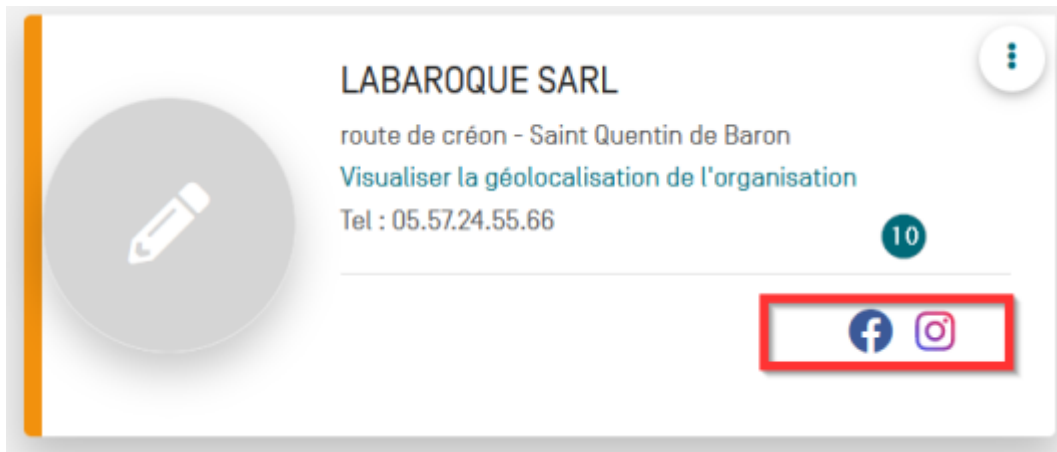 LABAROQUE SARL
route de créon - Saint Quentin de Baron
Visualiser la géolocalisation de l'organisation
Tel : 05.57.24.55.66
10